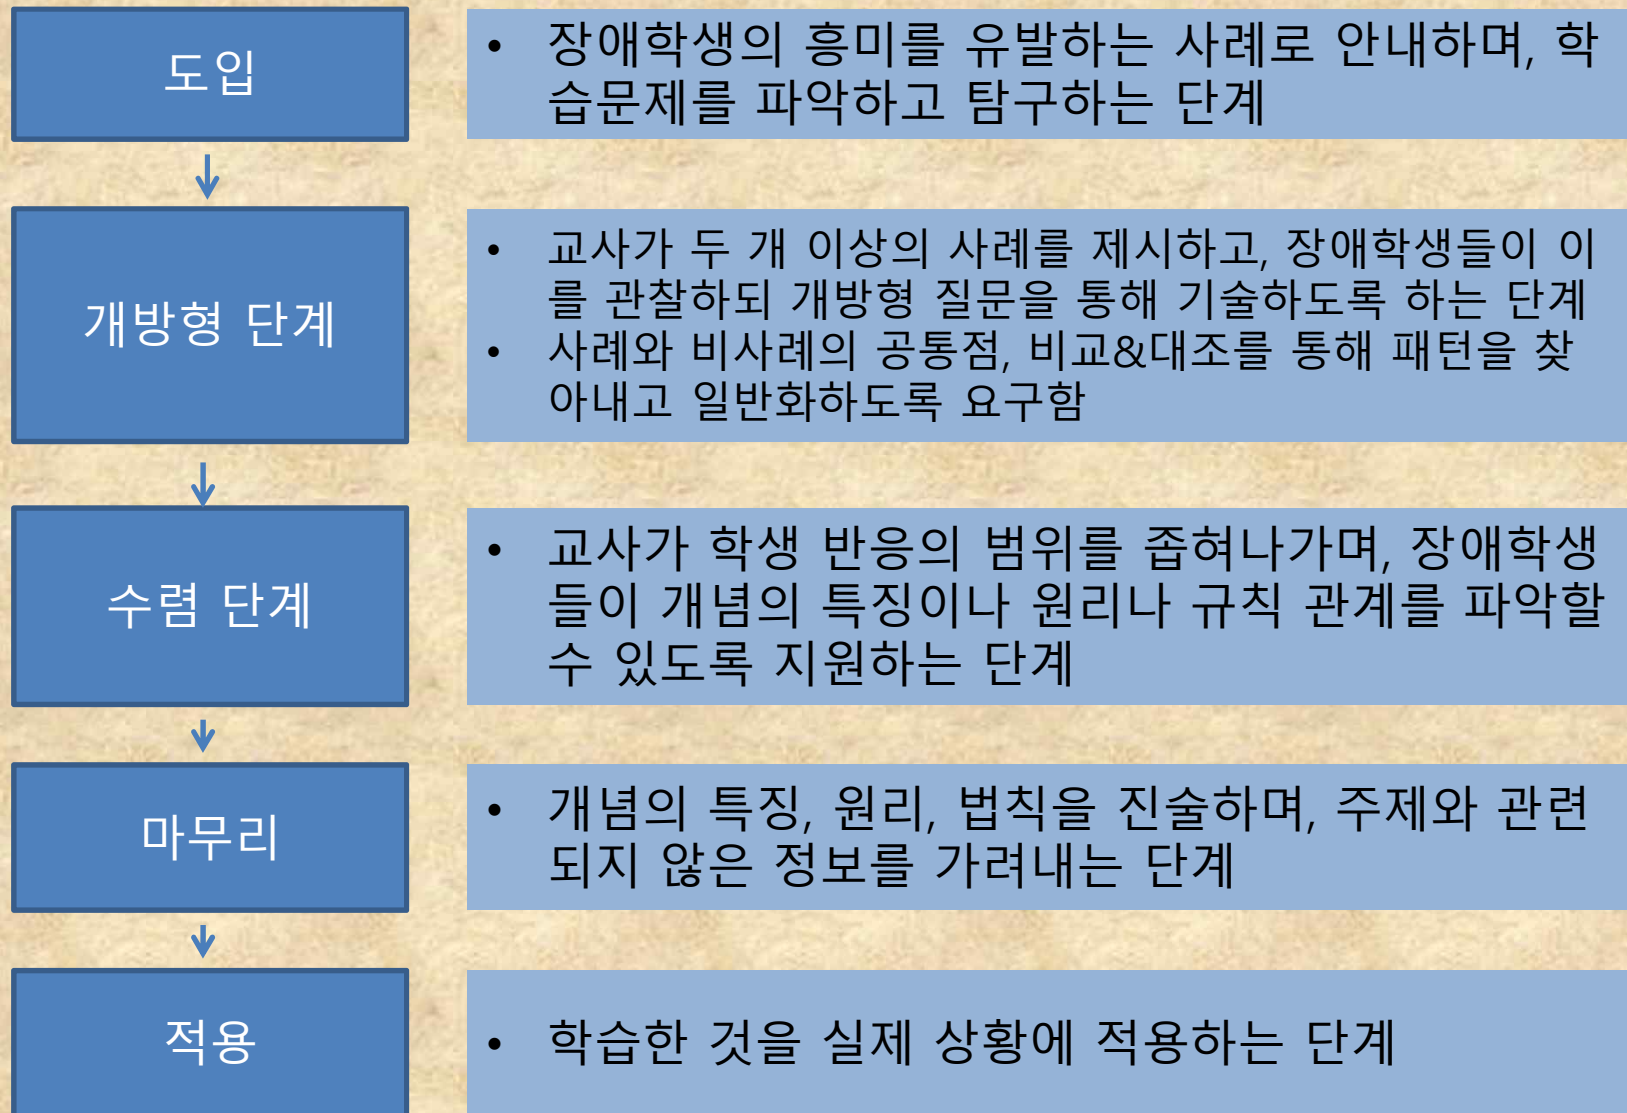 도입
• 장애학생의 흥미를 유발하는 사례로 안내하며, 학
습문제를 파악하고 탐구하는 단계
개방형 단계
• 교사가 두 개 이상의 사례를 제시하고, 장애학생들이 이
를 관찰하되 개방형 질문을 통해 기술하도록 하는 단계
• 사례와 비사례의 공통점, 비교&대조를 통해 패턴을 찾
아내고 일반화하도록 요구함
수렴 단계
• 교사가 학생 반응의 범위를 좁혀나가며, 장애학생
들이 개념의 특징이나 원리나 규칙 관계를 파악할
수 있도록 지원하는 단계
마무리
• 개념의 특징, 원리, 법칙을 진술하며, 주제와 관련
되지 않은 정보를 가려내는 단계
적용
• 학습한 것을 실제 상황에 적용하는 단계